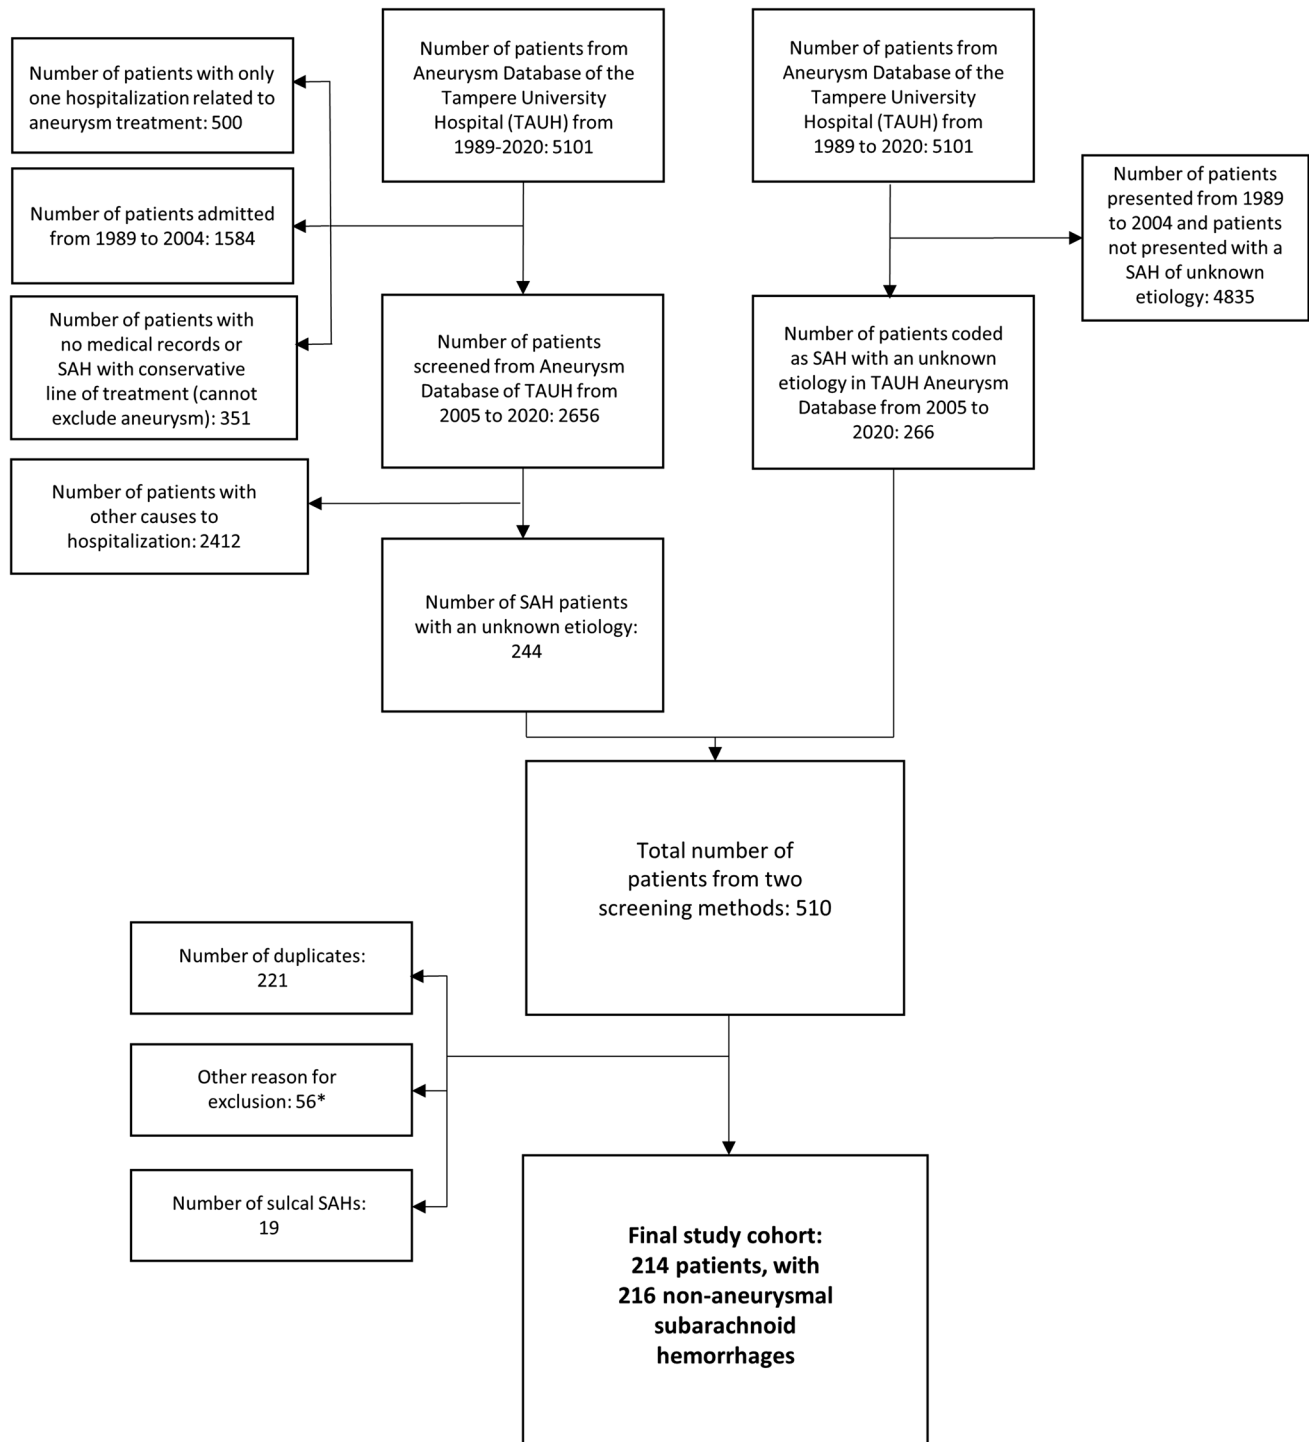 Number of patients from
Aneurysm Database of the
Tampere University
Hospital (TAUH) from
1989-2020: 5101
Number of patients from
Aneurysm Database of the
Tampere University
Hospital (TAUH) from
1989 to 2020: 5101
Number of patients with only
one hospitalization related to
aneurysm treatment: 500
Number of patients admitted
from 1989 to 2004: 1584
Number of patients with
no medical records or
SAH with conservative
line of treatment (cannot
exclude aneurysm): 351
Number of patients
presented from 1989
to 2004 and patients
not presented with a
SAH of unknown
etiology: 4835
Number of patients
screened from Aneurysm
Database of TAUH from
2005 to 2020: 2656
Number of patients coded
as SAH with an unknown
etiology in TAUH Aneurysm
Database from 2005 to
2020: 266
Number of patients with
other causes to
hospitalization: 2412
Number of SAH patients
with an unknown etiology:
244
Total number of
patients from two
screening methods: 510
Number of duplicates:
221
Other reason for
exclusion: 56*
Number of sulcal SAHs:
19
Final study cohort:
214 patients, with
216 non-aneurysmal
subarachnoid
hemorrhages